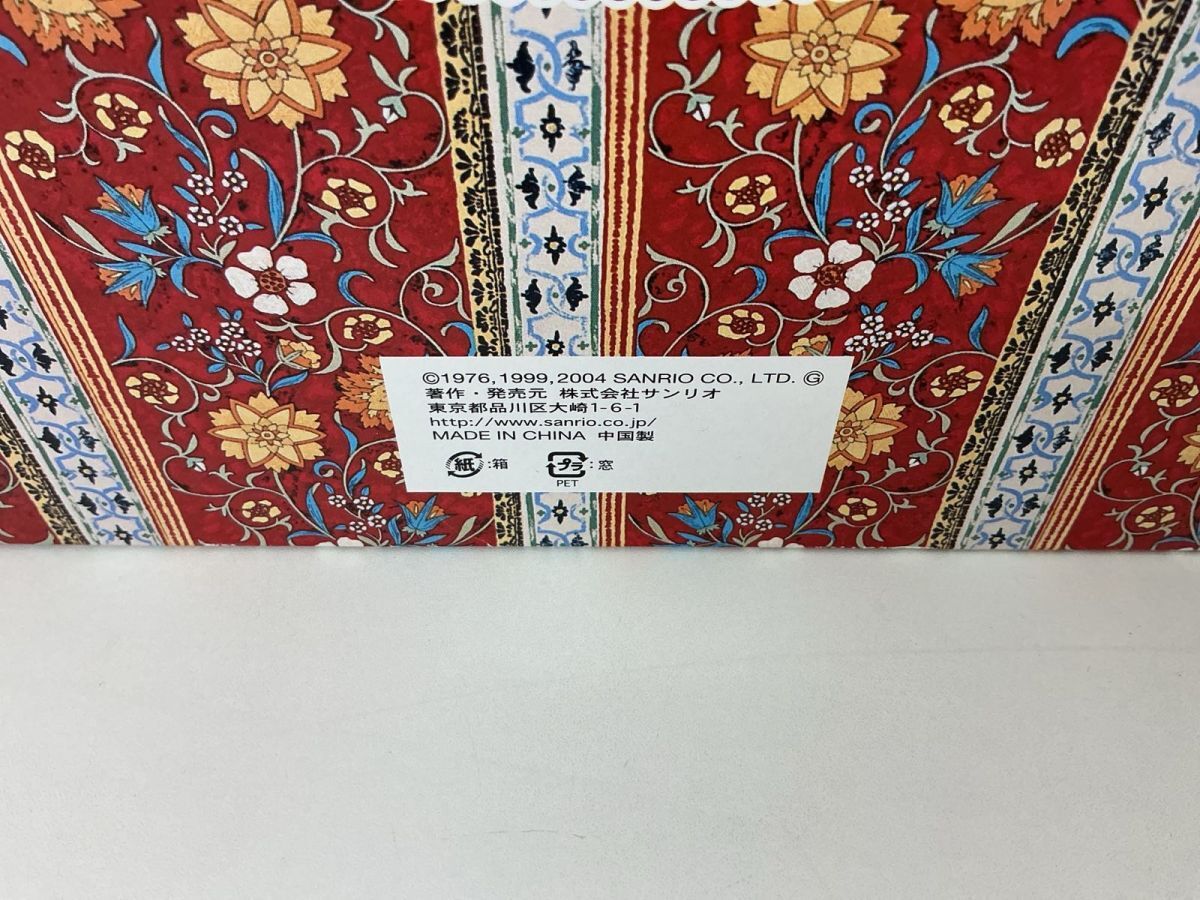 ©1976,1999,2004 SANRIO CO., LTD. Ⓖ
著作・発売元 株式会社サンリオ
東京都品川区大崎1-6-1
http://www.sanrio.co.jp/
MADE IN CHINA 中国製
紙:箱 プラ:窓
PET